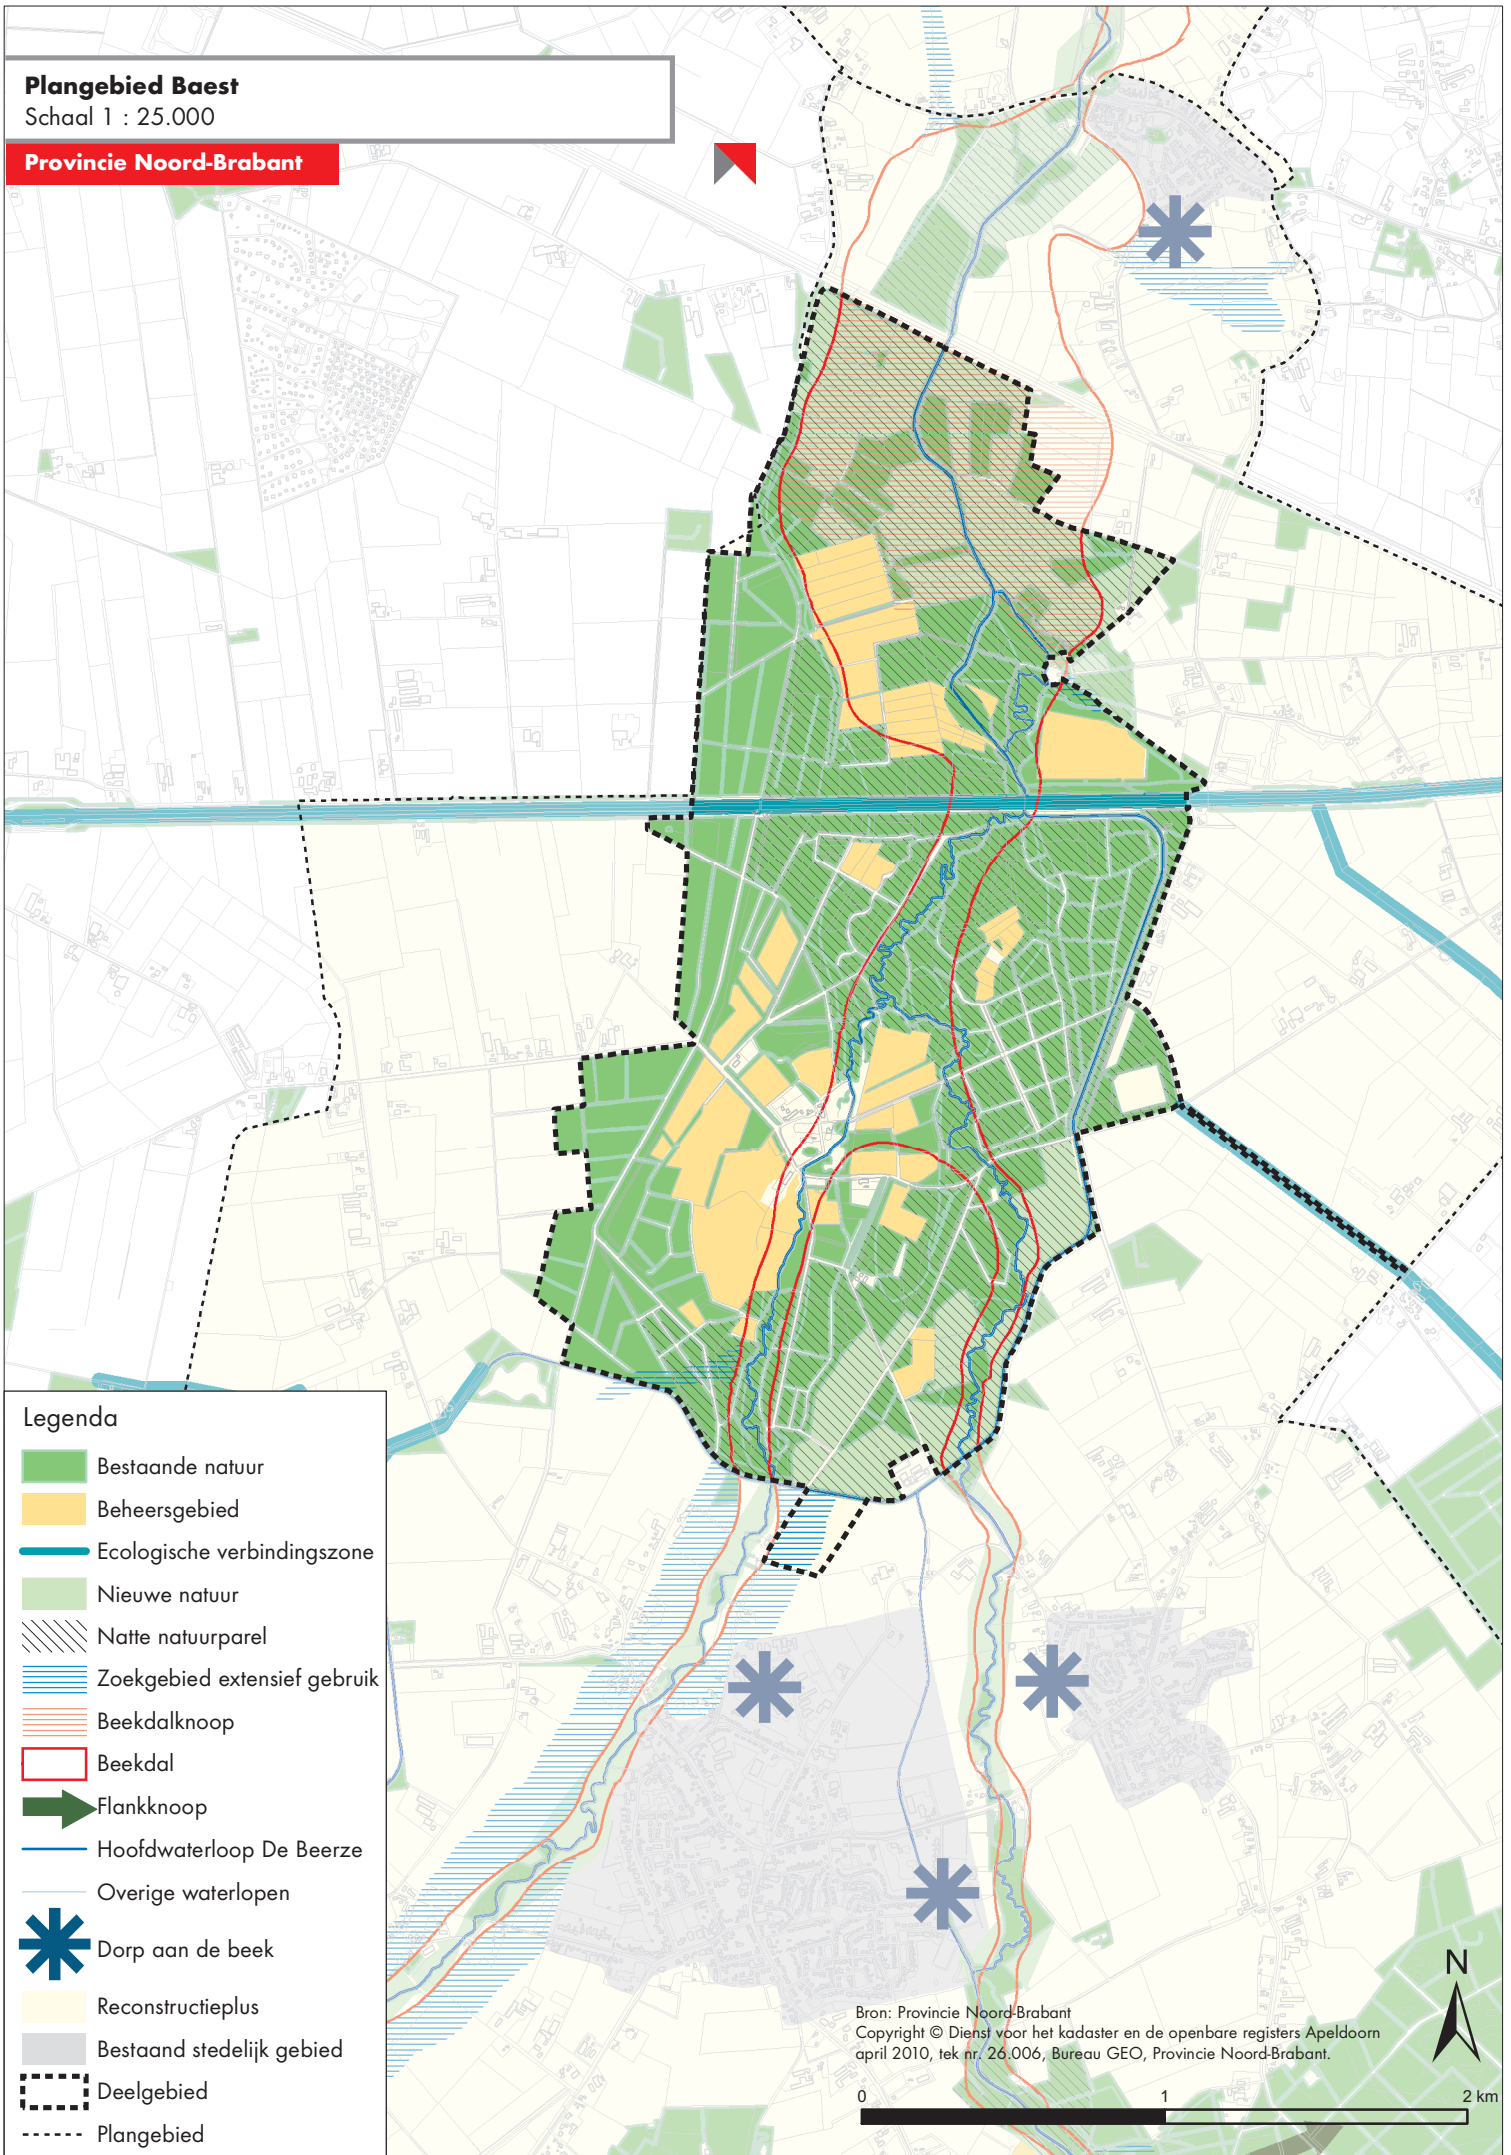 Plangebied Baest
Schaal 1 : 25.000
Provincie Noord-Brabant
Legenda
Bestaande natuur
Beheersgebied
Ecologische verbindingszone
Nieuwe natuur
Natte natuurparel
Zoekgebied extensief gebruik
Beekdalknoop
Beekdal
Flankknoop
Hoofdwaterloop De Beerze
Overige waterlopen
Dorp aan de beek
Reconstructieplus
Bestaand stedelijk gebied
Deelgebied
Plangebied
N
Bron: Provincie Noord-Brabant
Copyright © Dienst voor het kadaster en de openbare registers Apeldoorn
april 2010, tek nr. 26.006, Bureau GEO, Provincie Noord-Brabant.
0 1 2 km